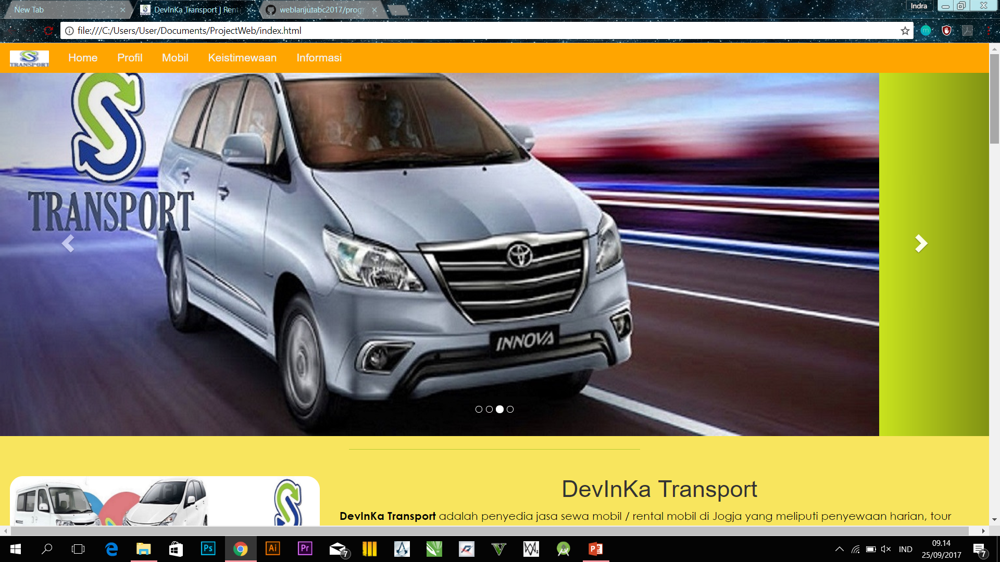 New Tab
DevInKa Transport | Rent
weblanjutabc2017/progr
Indra
file:///C:/Users/User/Documents/ProjectWeb/index.html
S
TRANSPORT
Home
Profil
Mobil
Keistimewaan
Informasi
S
TRANSPORT
INNOVA
DevInKa Transport
DevInKa Transport adalah penyedia jasa sewa mobil / rental mobil di Jogja yang meliputi penyewaan harian, tour
S
Ps
Ai
Pr
7
IND
09.14
25/09/2017
7